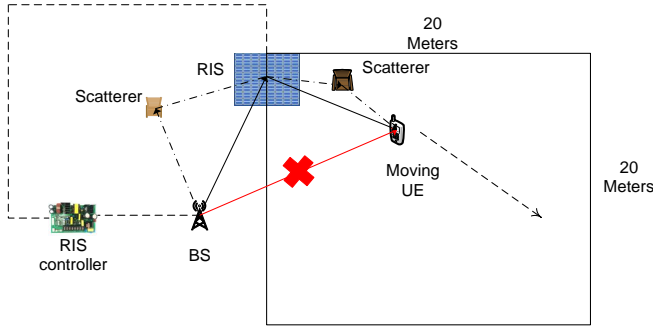 20
Meters
RIS
Scatterer
Scatterer
Moving
UE
20
Meters
RIS
controller
BS